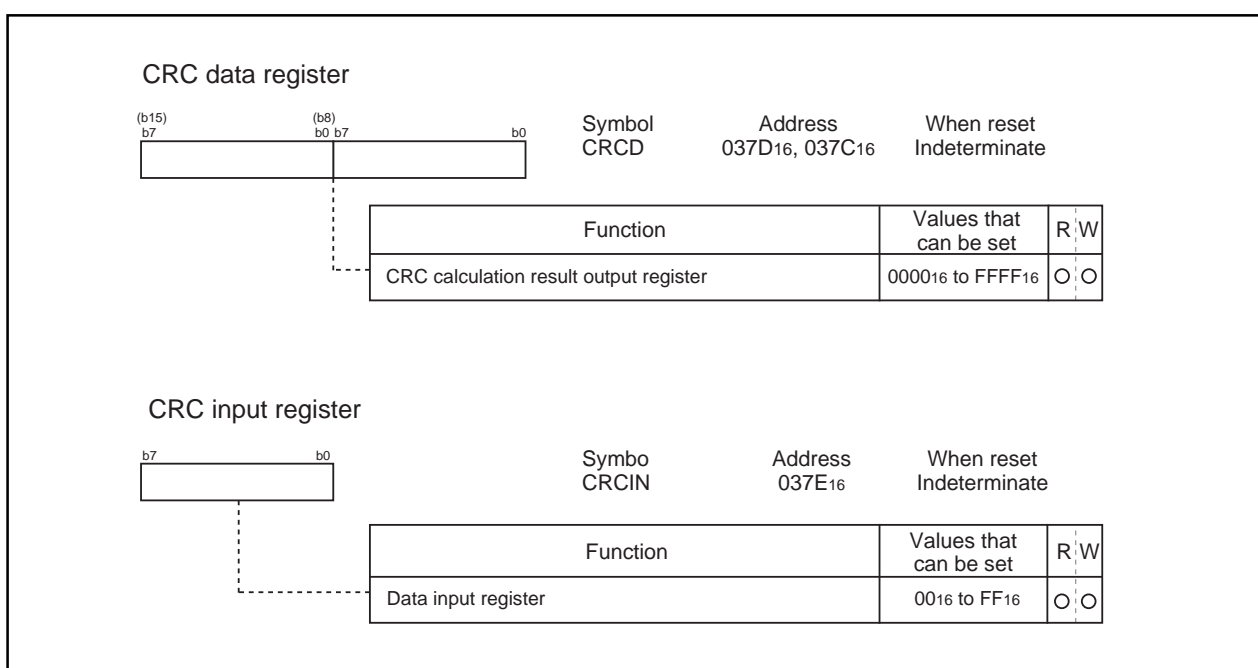 CRC data register
(b15) (b8)
b7 b0 b7 b0
Symbol Address When reset
CRCD 037D16, 037C16 Indeterminate
Function Values that can be set R W
CRC calculation result output register 000016 to FFFF16 O O
CRC input register
b7 b0
Symbo Address When reset
CRCIN 037E16 Indeterminate
Function Values that can be set R W
Data input register 0016 to FF16 O O